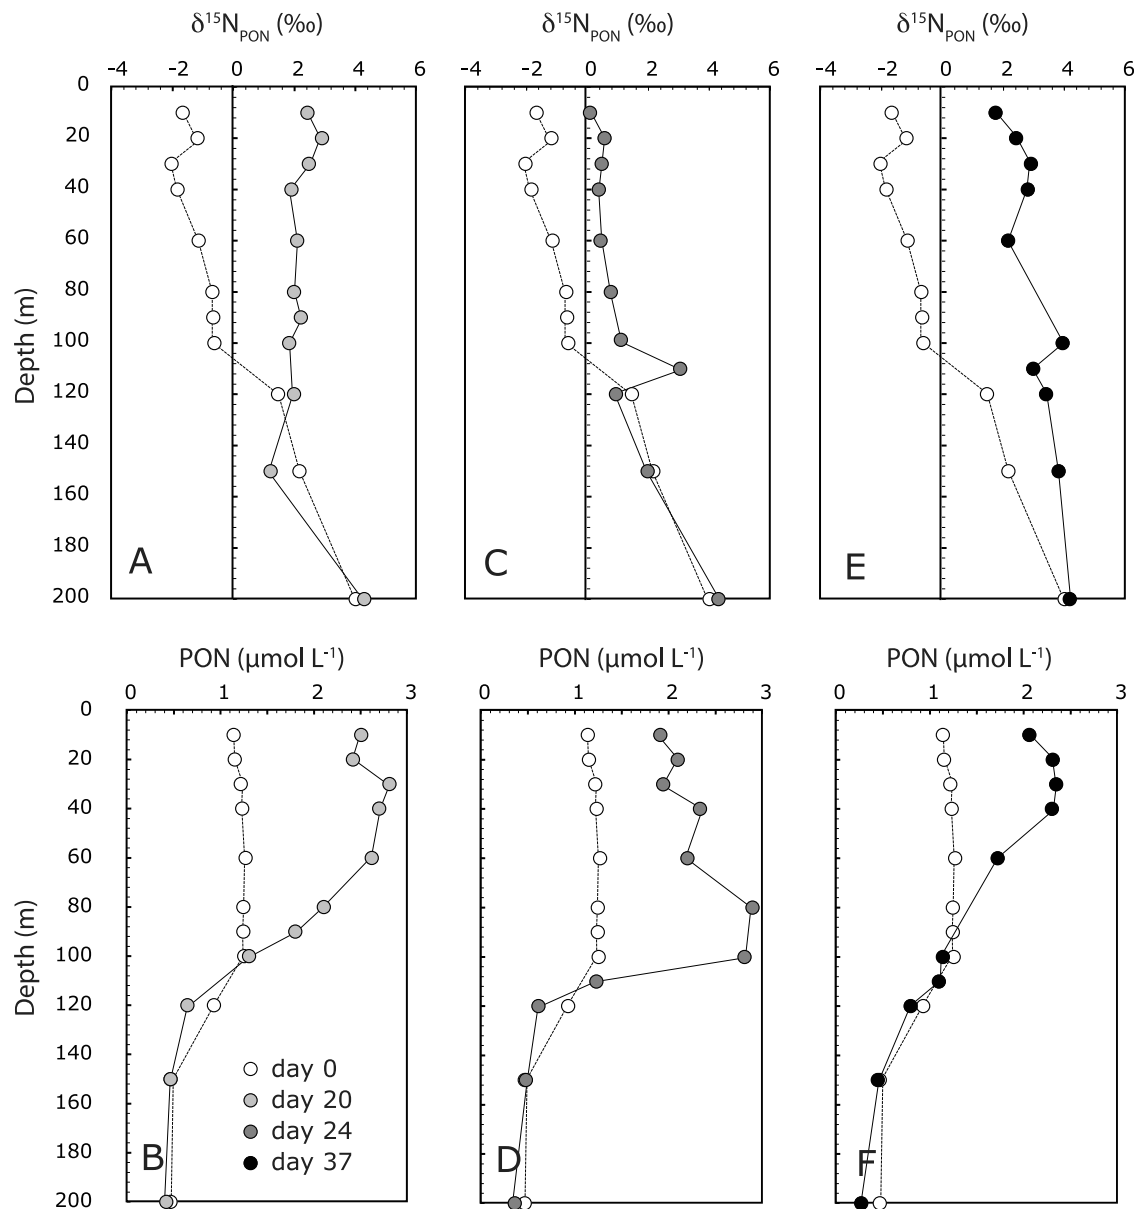 δ15NPON (‰) δ15NPON (‰) δ15NPON (‰)
-4 -2 0 2 4 6 -4 -2 0 2 4 6 -4 -2 0 2 4 6
0
20
40
60
80
100
120
140
160
180
200
Depth (m)
A C E
PON (µmol L-1) PON (µmol L-1) PON (µmol L-1)
0 1 2 3 0 1 2 3 0 1 2 3
0
20
40
60
80
100
120
140
160
180
200
Depth (m)
day 0
day 20
day 24
day 37
B D F